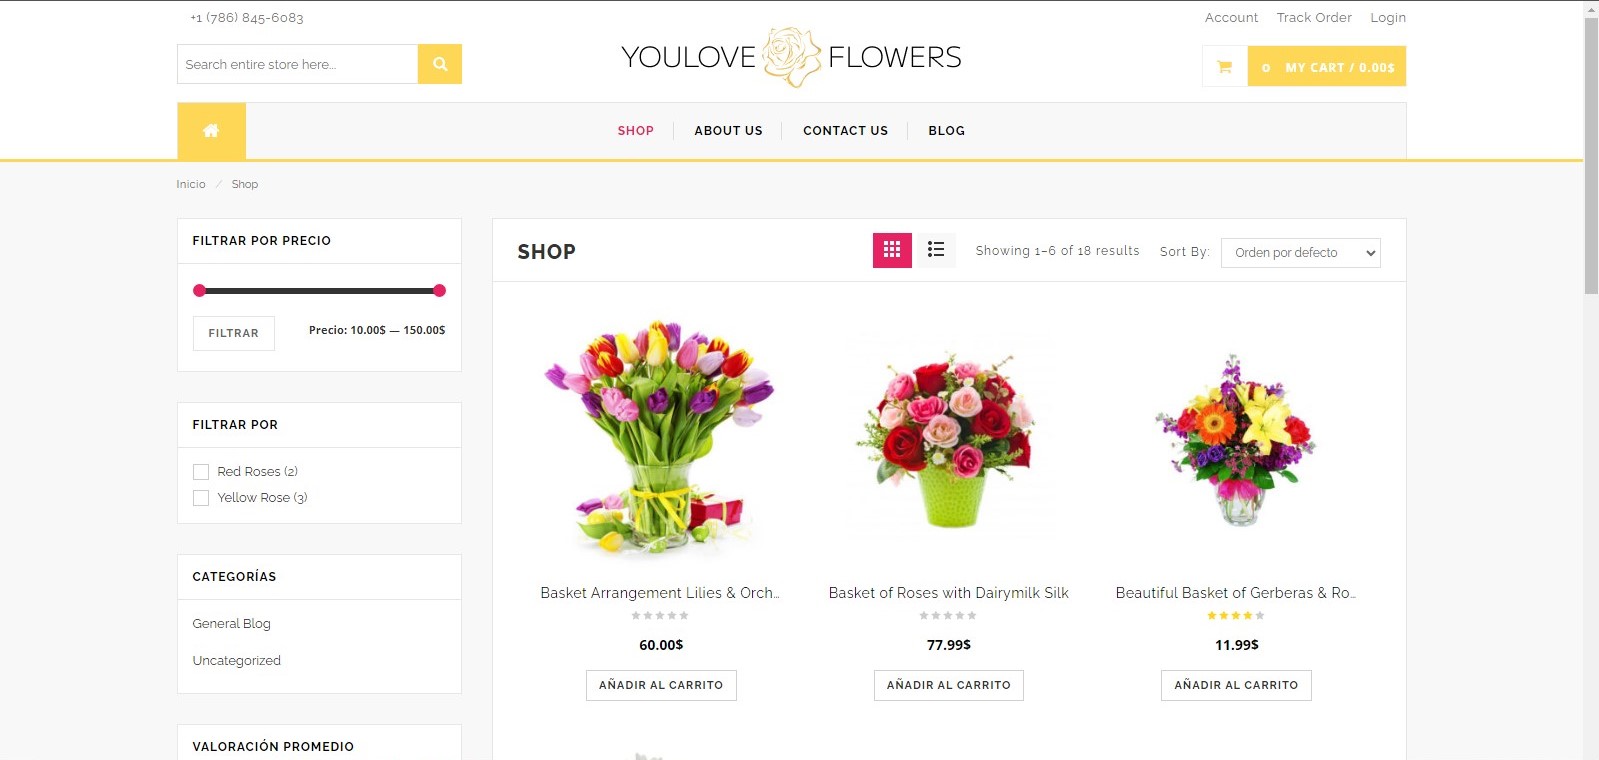 +1 (786) 845-6083
Account Track Order Login
Search entire store here...
YOULOVE FLOWERS
0 MY CART / 0.00$
SHOP ABOUT US CONTACT US BLOG
Inicio / Shop
FILTRAR POR PRECIO
FILTRAR
Precio: 10.00$ — 150.00$
FILTRAR POR
Red Roses (2)
Yellow Rose (3)
CATEGORÍAS
General Blog
Uncategorized
VALORACIÓN PROMEDIO
SHOP
Showing 1–6 of 18 results
Sort By: Orden por defecto
Basket Arrangement Lilies & Orch...
60.00$
AÑADIR AL CARRITO
Basket of Roses with Dairymilk Silk
77.99$
AÑADIR AL CARRITO
Beautiful Basket of Gerberas & Ro...
11.99$
AÑADIR AL CARRITO